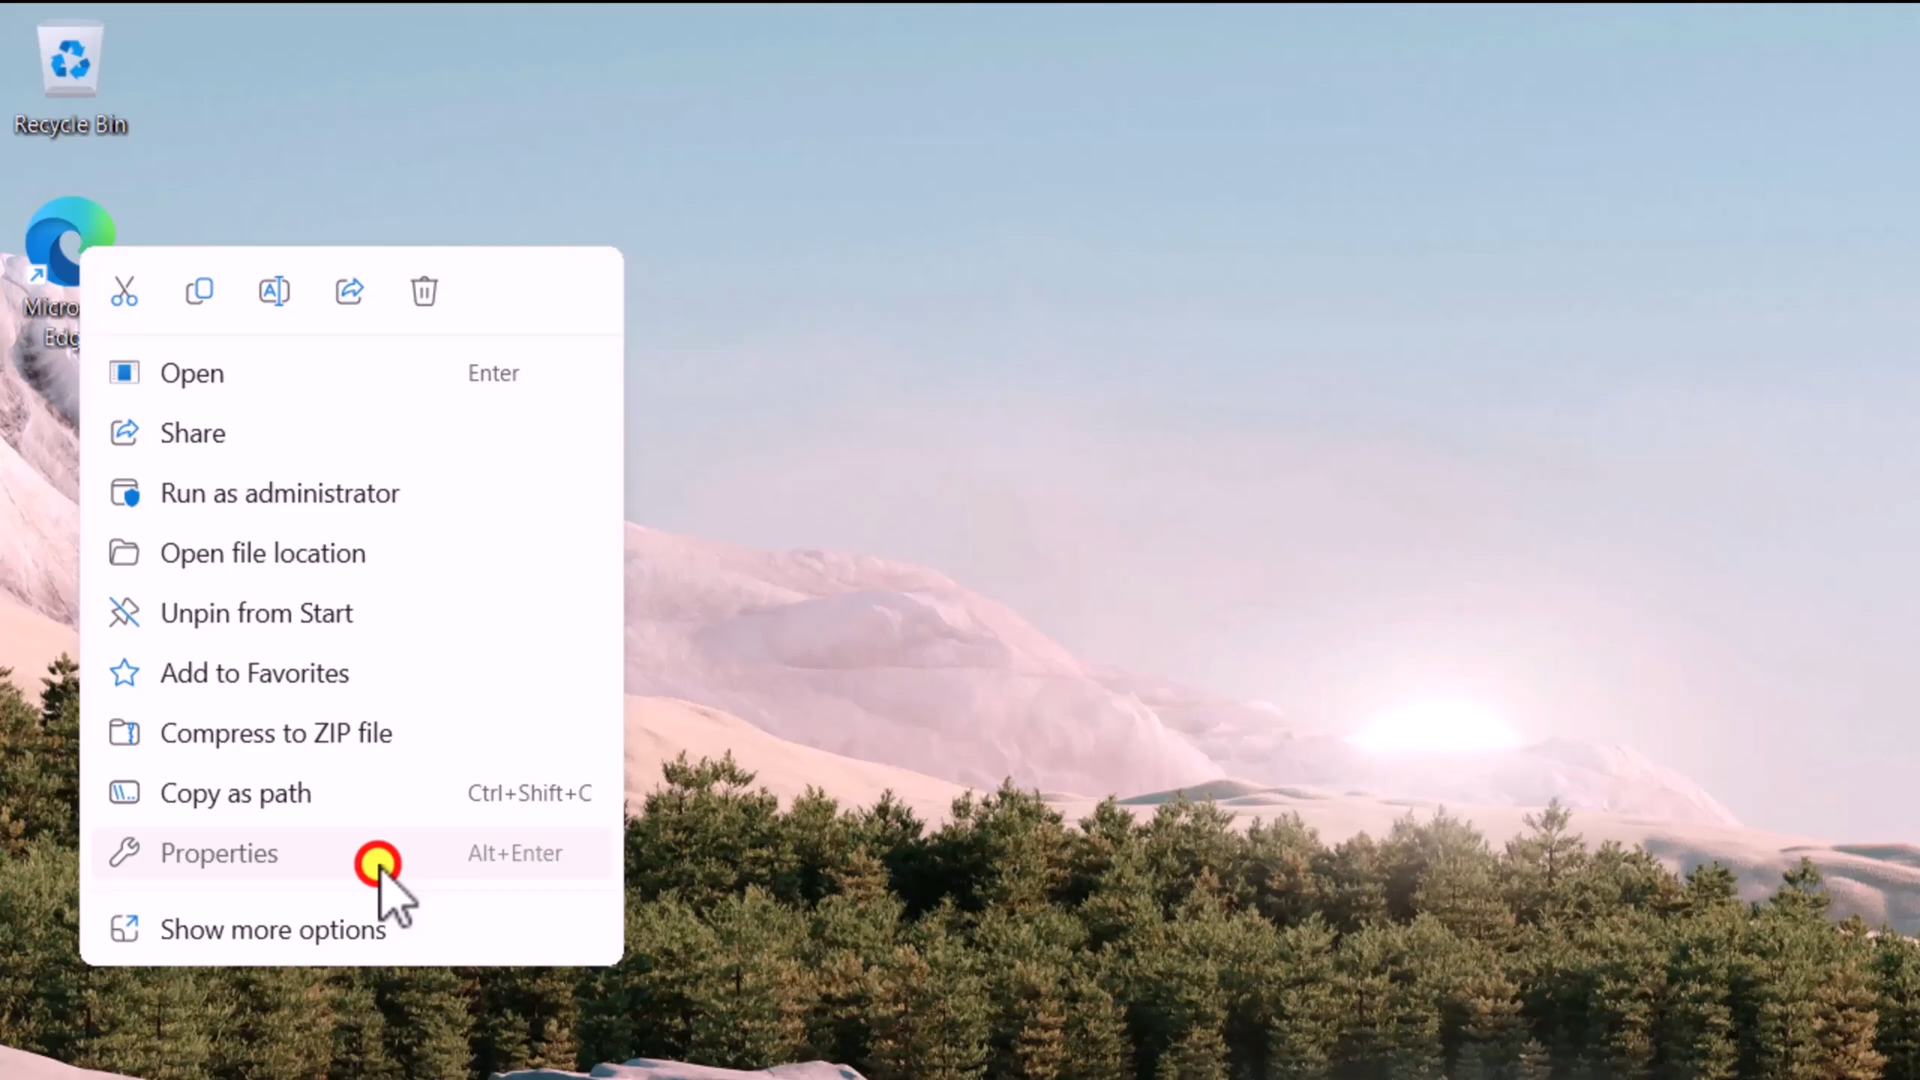 Recycle Bin
Open Enter
Share
Run as administrator
Open file location
Unpin from Start
Add to Favorites
Compress to ZIP file
Copy as path Ctrl+Shift+C
Properties Alt+Enter
Show more options